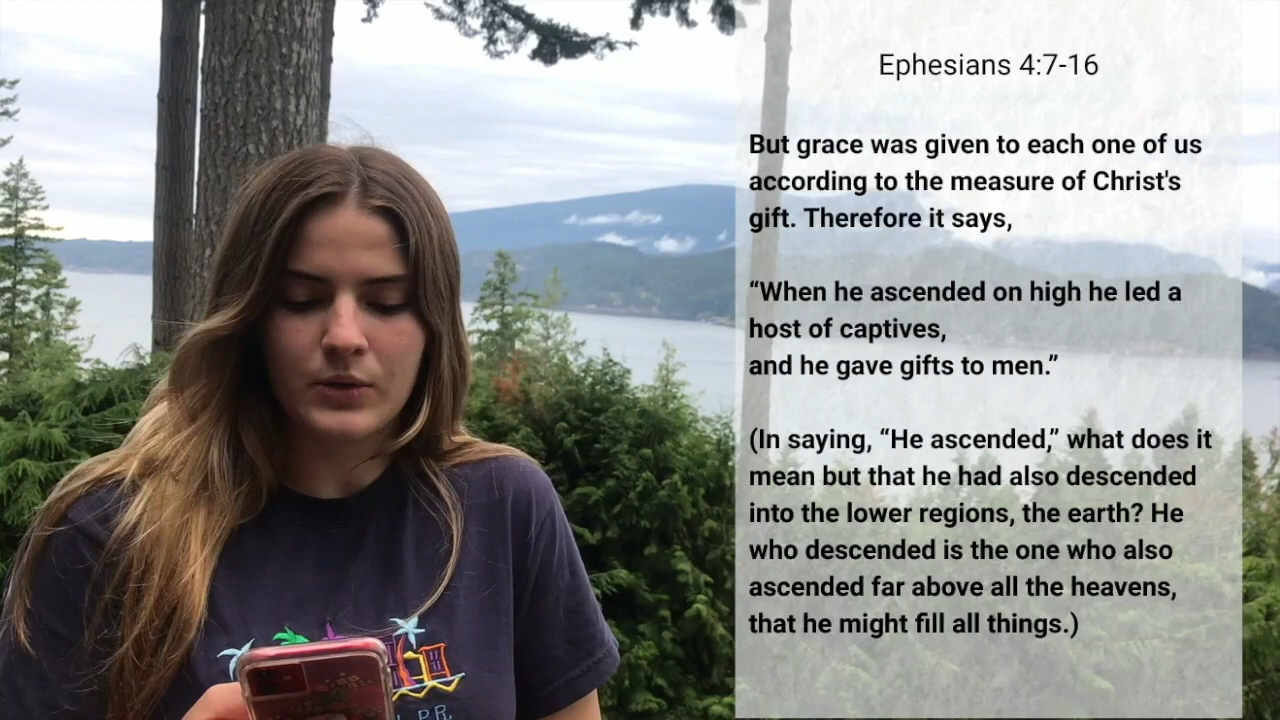 Ephesians 4:7-16
But grace was given to each one of us
according to the measure of Christ's
gift. Therefore it says,
“When he ascended on high he led a
host of captives,
and he gave gifts to men.”
(In saying, “He ascended,” what does it
mean but that he had also descended
into the lower regions, the earth? He
who descended is the one who also
ascended far above all the heavens,
that he might fill all things.)
P.R.